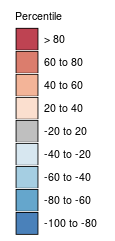 Percentile
> 80
60 to 80
40 to 60
20 to 40
-20 to 20
-40 to -20
-60 to -40
-80 to -60
-100 to -80